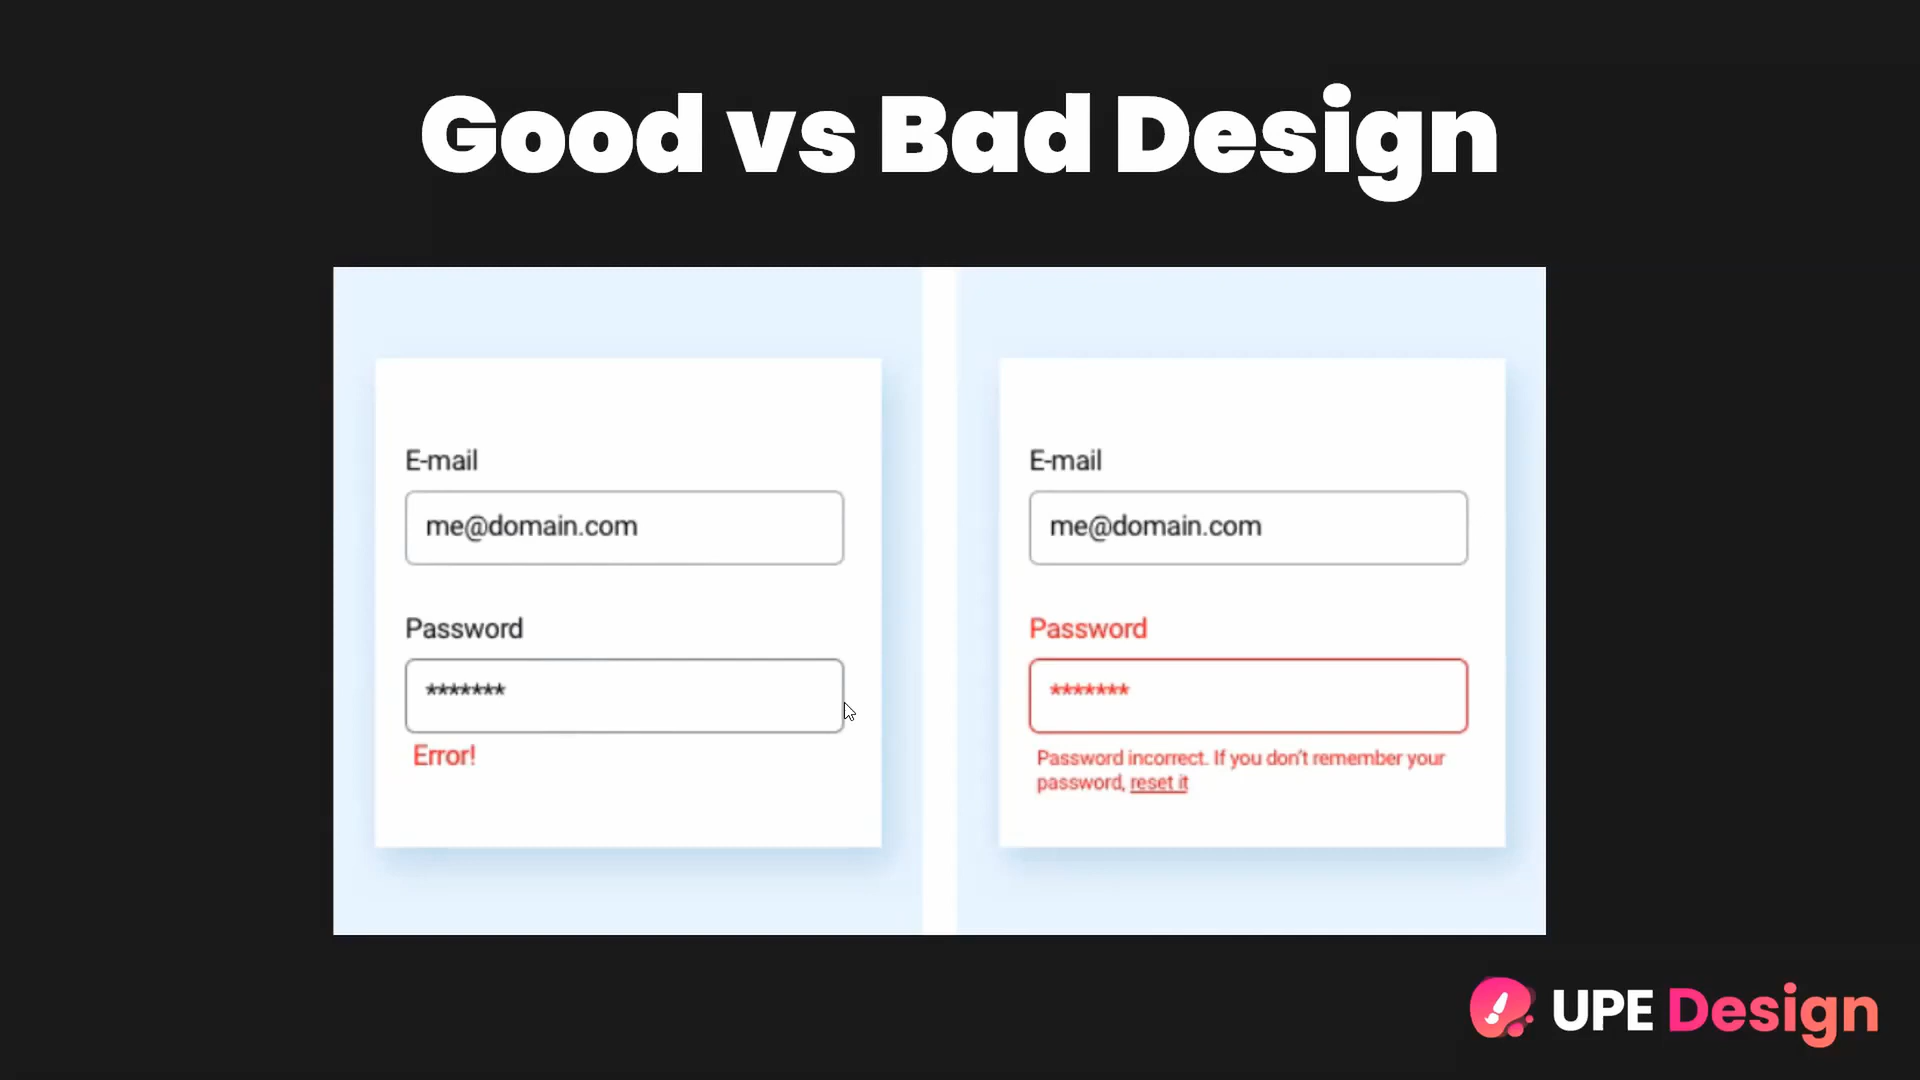 Good vs Bad Design
E-mail
me@domain.com
Password
*******
Error!
E-mail
me@domain.com
Password
*******
Password incorrect. If you don't remember your
password, reset it
UPE Design